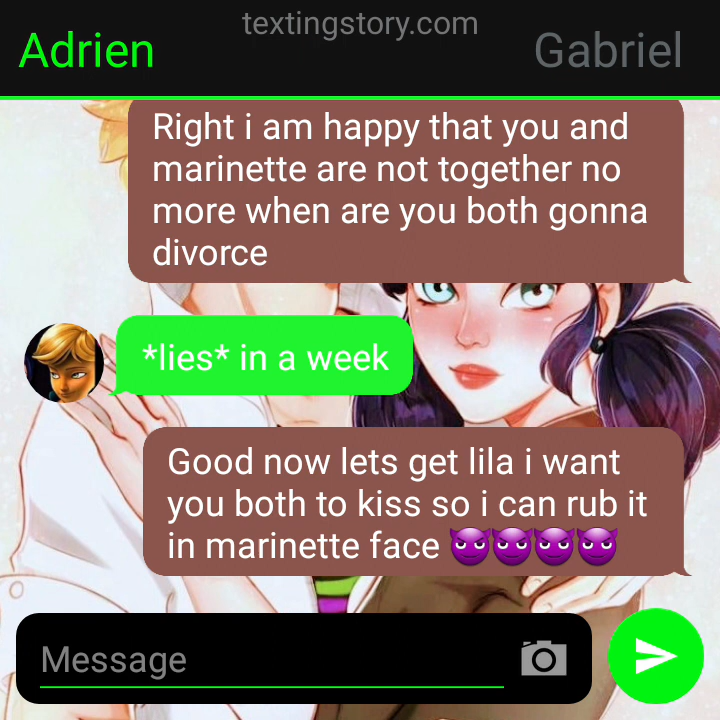 textingstory.com
Adrien
Gabriel
Right i am happy that you and
marinette are not together no
more when are you both gonna
divorce
*lies* in a week
Good now lets get lila i want
you both to kiss so i can rub it
in marinette face 😈😈😈😈
Message